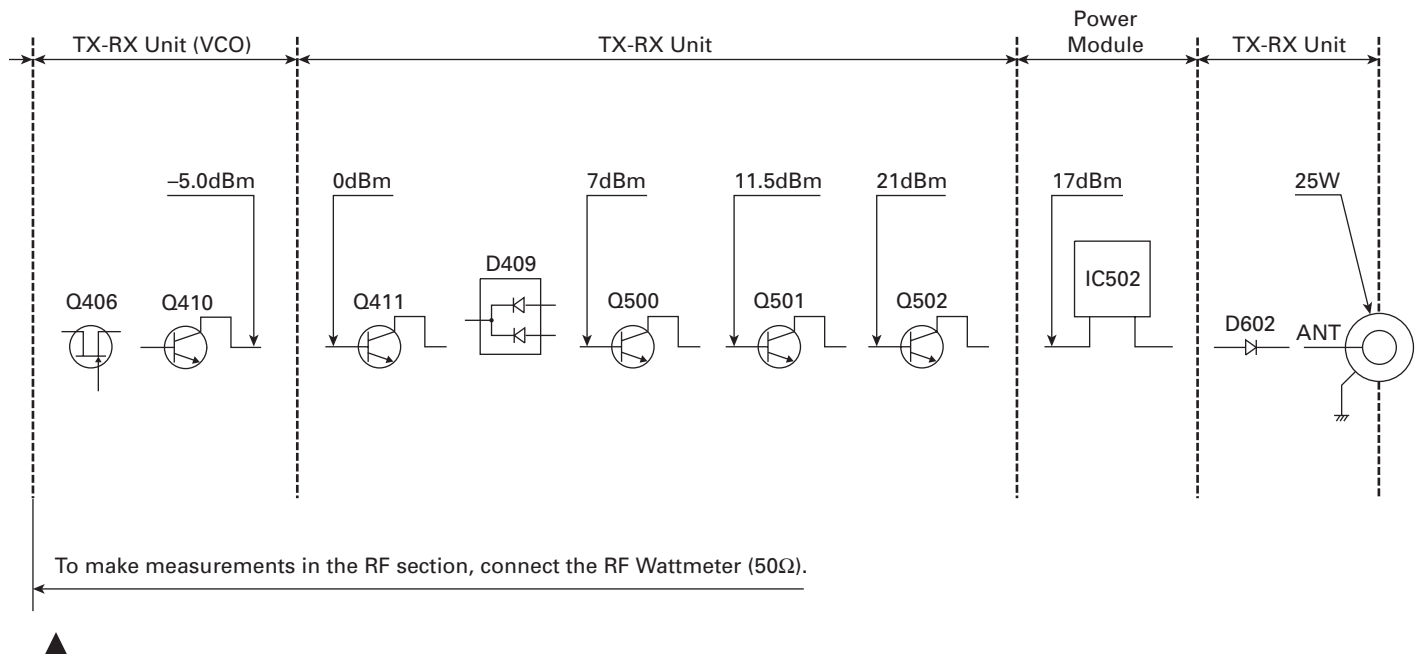 TX-RX Unit (VCO)
TX-RX Unit
Power
Module
TX-RX Unit
–5.0dBm
0dBm
7dBm
11.5dBm
21dBm
17dBm
25W
Q406
Q410
Q411
D409
Q500
Q501
Q502
IC502
D602
ANT
To make measurements in the RF section, connect the RF Wattmeter (50Ω).